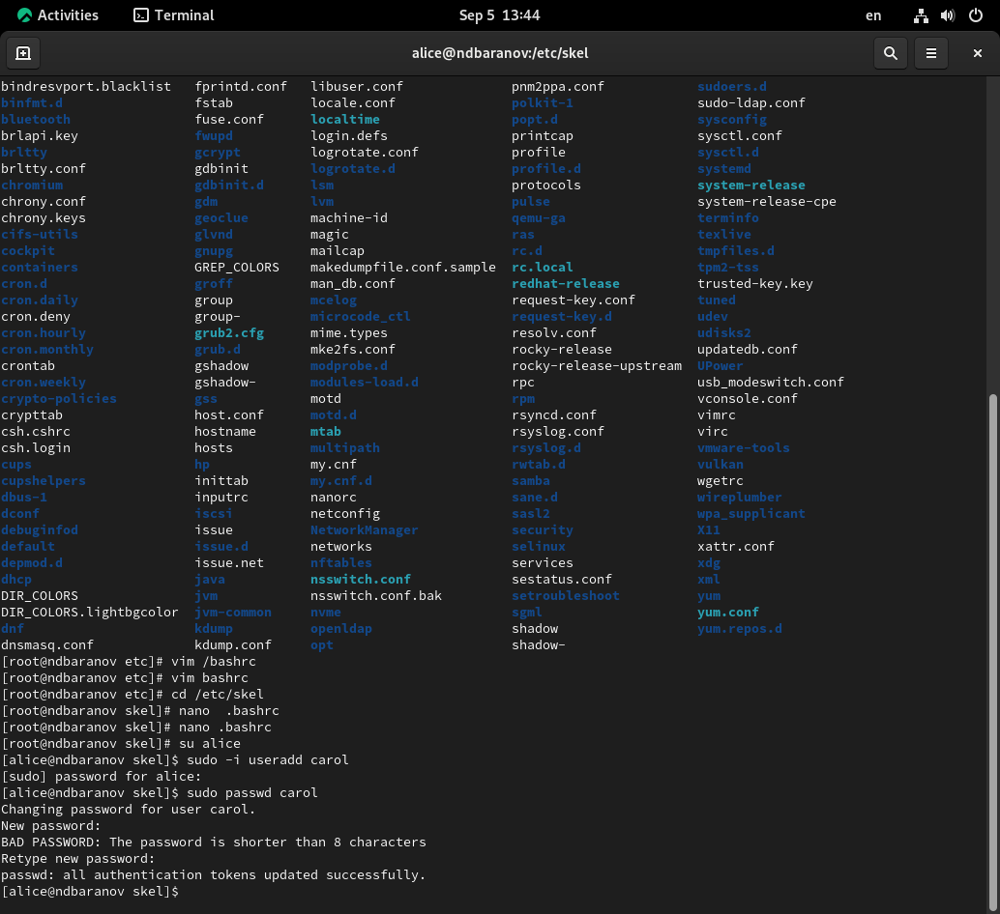 Activities Terminal Sep 5 13:44 en
alice@ndbaranov:/etc/skel
bindresvport.blacklist fprintd.conf libuser.conf pnm2ppa.conf sudoers.d
binfmt.d fstab locale.conf polkit-1 sudo-ldap.conf
bluetooth fuse.conf localtime popt.d sysconfig
brlapi.key fwupd login.defs printcap sysctl.conf
brltty gcrypt logrotate.conf profile sysctl.d
brltty.conf gdbinit logrotate.d profile.d systemd
chromium gdbinit.d lsm protocols system-release
chrony.conf gdm lvm pulse system-release-cpe
chrony.keys geoclue machine-id qemu-ga terminfo
cifs-utils glvnd magic ras texlive
cockpit gnupg mailcap rc.d tmpfiles.d
containers GREP_COLORS makedumpfile.conf.sample rc.local tpm2-tss
cron.d groff man_db.conf redhat-release trusted-key.key
cron.daily group mcelog request-key.conf tuned
cron.deny group- microcode_ctl request-key.d udev
cron.hourly grub2.cfg mime.types resolv.conf udisks2
cron.monthly grub.d mke2fs.conf rocky-release updatedb.conf
crontab gshadow modprobe.d rocky-release-upstream UPower
cron.weekly gshadow- modules-load.d rpc usb_modeswitch.conf
crypto-policies gss motd rpm vconsole.conf
crypttab host.conf motd.d rsyncd.conf vimrc
csh.cshrc hostname mtab rsyslog.conf virc
csh.login hosts multipath rsyslog.d vmware-tools
cups hp my.cnf rwtab.d vulkan
cupshelpers inittab my.cnf.d samba wgetrc
dbus-1 inputrc nanorc sane.d wireplumber
dconf iscsi netconfig sasl2 wpa_supplicant
debuginfod issue NetworkManager security X11
default issue.d networks selinux xattr.conf
depmod.d issue.net nftables services xdg
dhcp java nsswitch.conf sestatus.conf xml
DIR_COLORS jvm nsswitch.conf.bak setroubleshoot yum
DIR_COLORS.lightbgcolor jvm-common nvme sgml yum.conf
dnf kdump openldap shadow yum.repos.d
dnsmasq.conf kdump.conf opt shadow-
[root@ndbaranov etc]# vim /bashrc
[root@ndbaranov etc]# vim bashrc
[root@ndbaranov etc]# cd /etc/skel
[root@ndbaranov skel]# nano  .bashrc
[root@ndbaranov skel]# nano .bashrc
[root@ndbaranov skel]# su alice
[alice@ndbaranov skel]$ sudo -i useradd carol
[sudo] password for alice:
[alice@ndbaranov skel]$ sudo passwd carol
Changing password for user carol.
New password:
BAD PASSWORD: The password is shorter than 8 characters
Retype new password:
passwd: all authentication tokens updated successfully.
[alice@ndbaranov skel]$